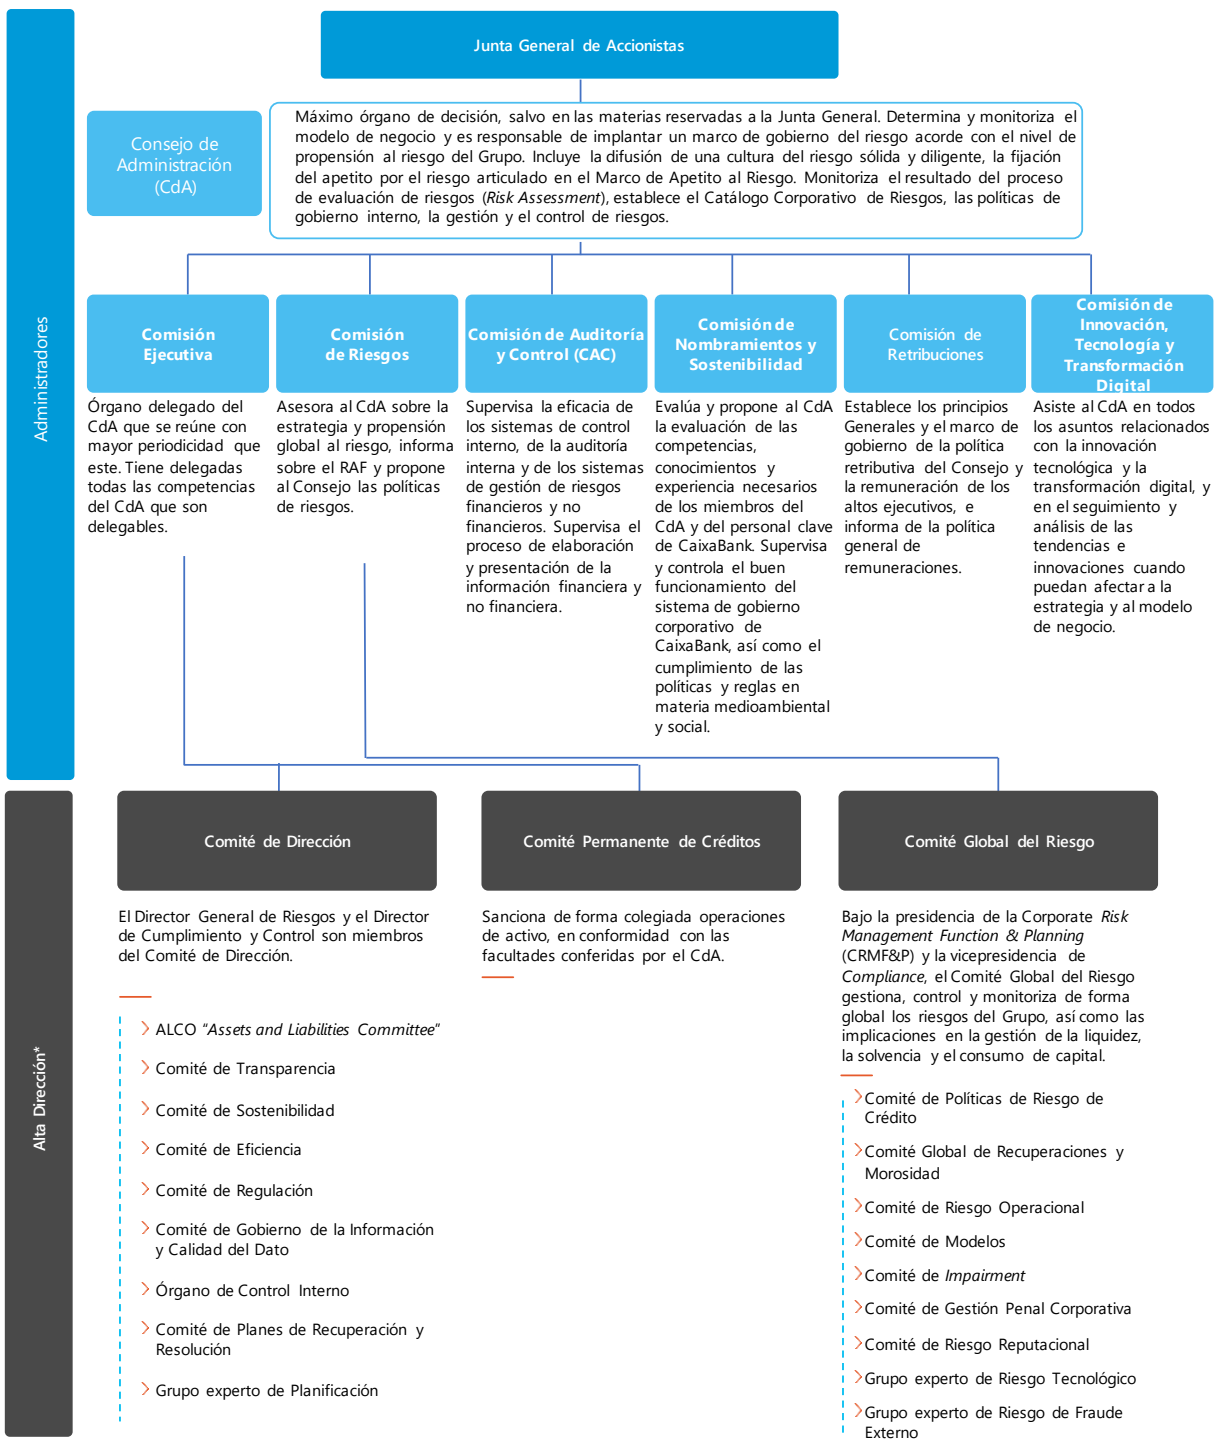 Junta General de Accionistas
Administradores
Consejo de
Administración
(CdA)
Máximo órgano de decisión, salvo en las materias reservadas a la Junta General. Determina y monitoriza el
modelo de negocio y es responsable de implantar un marco de gobierno del riesgo acorde con el nivel de
propensión al riesgo del Grupo. Incluye la difusión de una cultura del riesgo sólida y diligente, la fijación
del apetito por el riesgo articulado en el Marco de Apetito al Riesgo. Monitoriza el resultado del proceso
de evaluación de riesgos (Risk Assessment), establece el Catálogo Corporativo de Riesgos, las políticas de
gobierno interno, la gestión y el control de riesgos.
Comisión
Ejecutiva
Órgano delegado del
CdA que se reúne con
mayor periodicidad que
este. Tiene delegadas
todas las competencias
del CdA que son
delegables.
Comisión
de Riesgos
Asesora al CdA sobre la
estrategia y propensión
global al riesgo, informa
sobre el RAF y propone
al Consejo las políticas
de riesgos.
Comisión de Auditoría
y Control (CAC)
Supervisa la eficacia de
los sistemas de control
interno, de la auditoría
interna y de los sistemas
de gestión de riesgos
financieros y no
financieros. Supervisa el
proceso de elaboración
y presentación de la
información financiera y
no financiera.
Comisión de
Nombramientos y
Sostenibilidad
Evalúa y propone al CdA
la evaluación de las
competencias,
conocimientos y
experiencia necesarios
de los miembros del
CdA y del personal clave
de CaixaBank. Supervisa
y controla el buen
funcionamiento del
sistema de gobierno
corporativo de
CaixaBank, así como el
cumplimiento de las
políticas y reglas en
materia medioambiental
y social.
Comisión de
Retribuciones
Establece los principios
Generales y el marco de
gobierno de la política
retributiva del Consejo y
la remuneración de los
altos ejecutivos, e
informa de la política
general de
remuneraciones.
Comisión de
Innovación,
Tecnología y
Transformación
Digital
Asiste al CdA en todos
los asuntos relacionados
con la innovación
tecnológica y la
transformación digital, y
en el seguimiento y
análisis de las
tendencias e
innovaciones cuando
puedan afectar a la
estrategia y al modelo
de negocio.
Alta Dirección*
Comité de Dirección
El Director General de Riesgos y el Director
de Cumplimiento y Control son miembros
del Comité de Dirección.
ALCO "Assets and Liabilities Committee"
Comité de Transparencia
Comité de Sostenibilidad
Comité de Eficiencia
Comité de Regulación
Comité de Gobierno de la Información
y Calidad del Dato
Órgano de Control Interno
Comité de Planes de Recuperación y
Resolución
Grupo experto de Planificación
Comité Permanente de Créditos
Sanciona de forma colegiada operaciones
de activo, en conformidad con las
facultades conferidas por el CdA.
Comité Global del Riesgo
Bajo la presidencia de la Corporate Risk
Management Function & Planning
(CRMF&P) y la vicepresidencia de
Compliance, el Comité Global del Riesgo
gestiona, control y monitoriza de forma
global los riesgos del Grupo, así como las
implicaciones en la gestión de la liquidez,
la solvencia y el consumo de capital.
Comité de Políticas de Riesgo de
Crédito
Comité Global de Recuperaciones y
Morosidad
Comité de Riesgo Operacional
Comité de Modelos
Comité de Impairment
Comité de Gestión Penal Corporativa
Comité de Riesgo Reputacional
Grupo experto de Riesgo Tecnológico
Grupo experto de Riesgo de Fraude
Externo